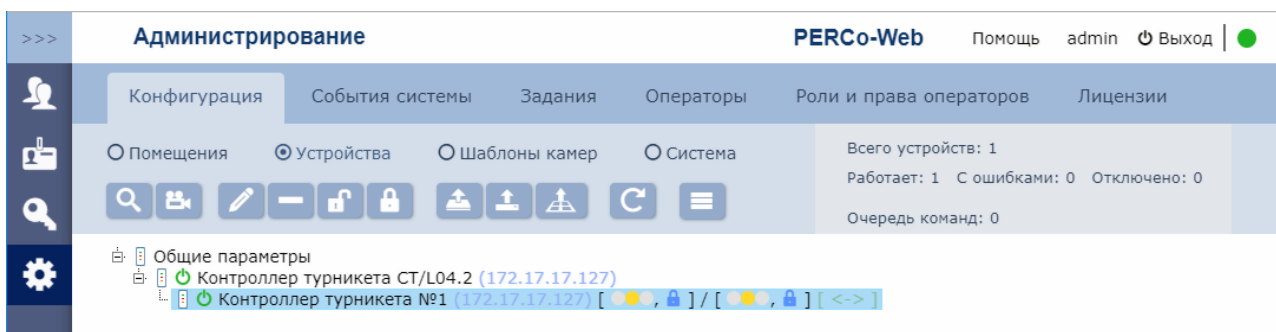 >>> Администрирование PERCo-Web Помощь admin Выход
Конфигурация События системы Задания Операторы Роли и права операторов Лицензии
Помещения Устройства Шаблоны камер Система
Всего устройств: 1
Работает: 1 С ошибками: 0 Отключено: 0
Очередь команд: 0
Общие параметры
Контроллер турникета CT/L04.2 (172.17.17.127)
Контроллер турникета №1 (172.17.17.127) [ , ] / [ , ] [ <-> ]